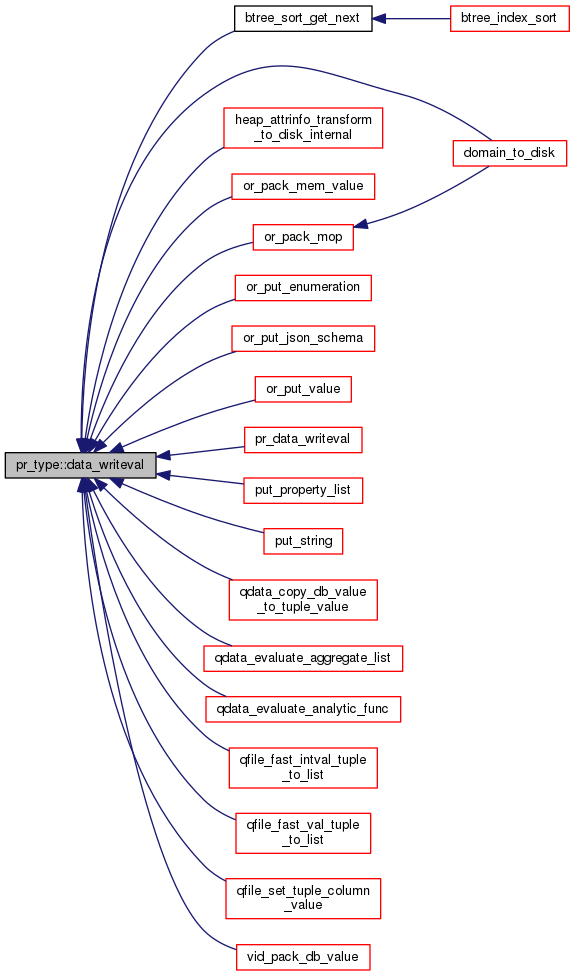 btree_sort_get_next
btree_index_sort
heap_attrinfo_transform
_to_disk_internal
domain_to_disk
or_pack_mem_value
or_pack_mop
or_put_enumeration
or_put_json_schema
or_put_value
pr_data_writeval
pr_type::data_writeval
put_property_list
put_string
qdata_copy_db_value
_to_tuple_value
qdata_evaluate_aggregate_list
qdata_evaluate_analytic_func
qfile_fast_intval_tuple
_to_list
qfile_fast_val_tuple
_to_list
qfile_set_tuple_column
_value
vid_pack_db_value